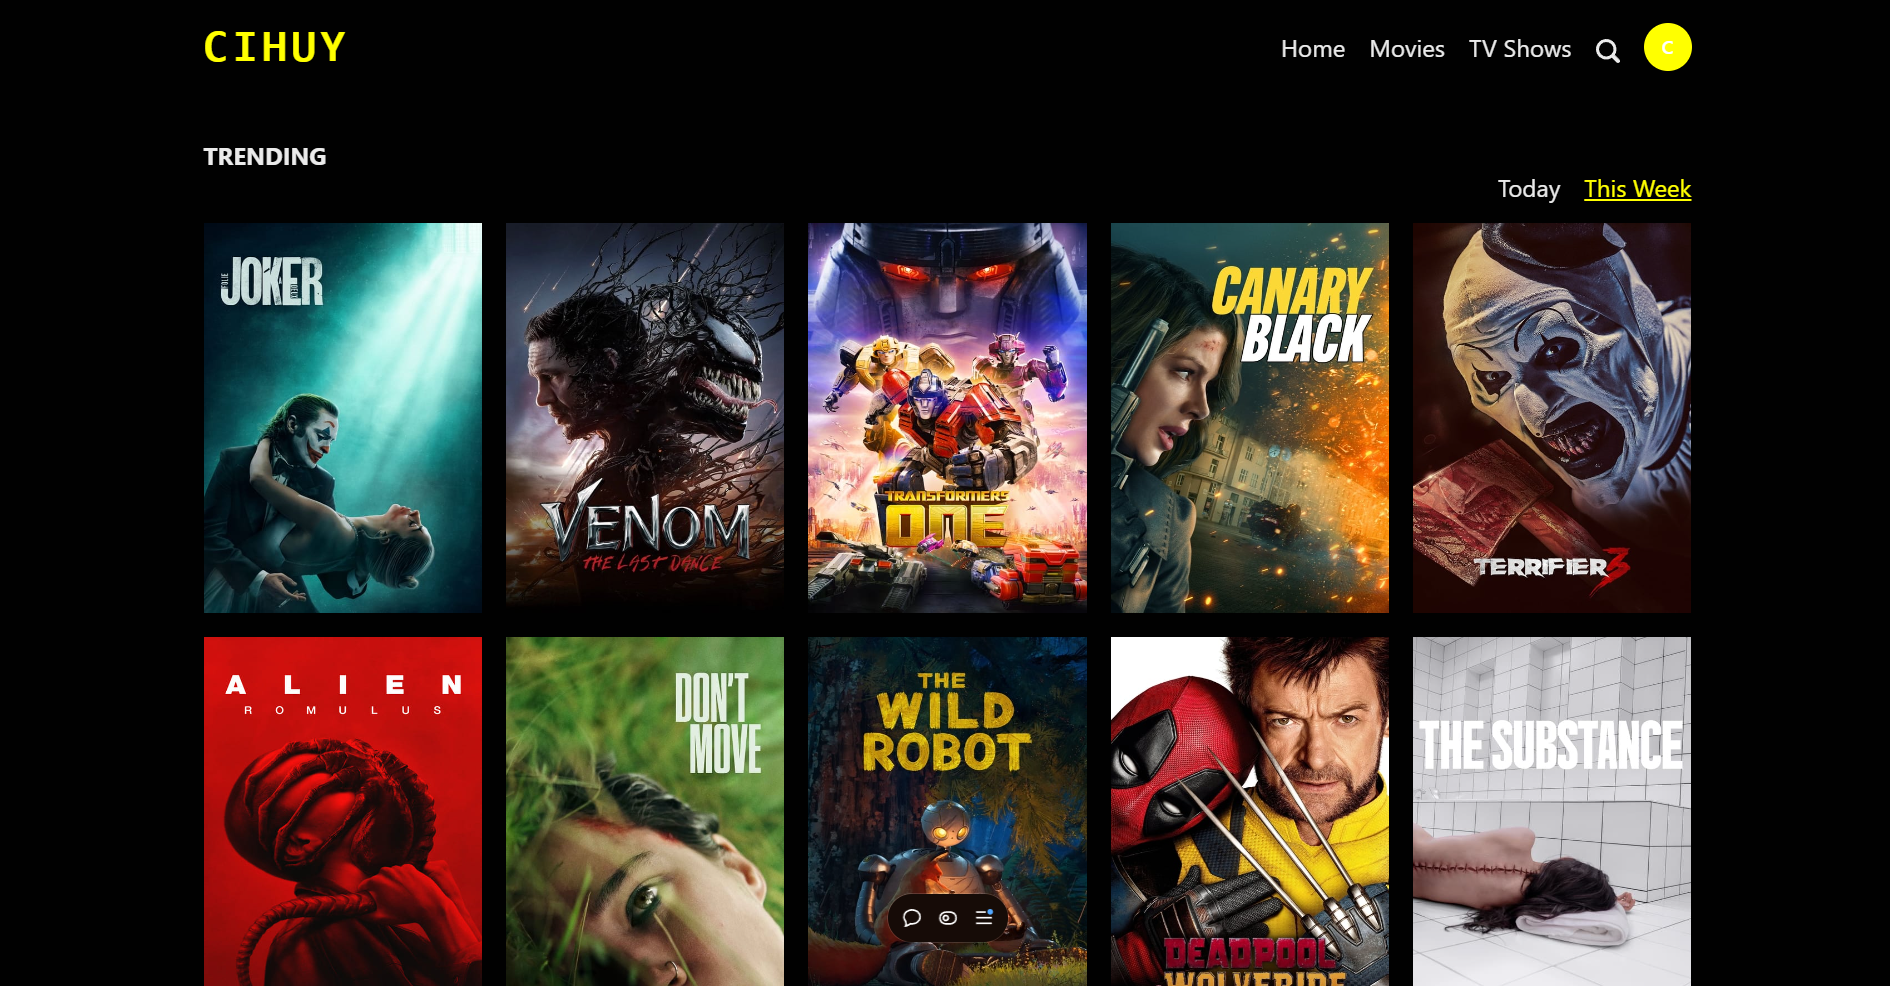 CIHUY
Home Movies TV Shows
C
TRENDING
Today This Week
JOKER
FOLIE
À DEUX
VENOM
THE LAST DANCE
TRANSFORMERS
ONE
CANARY
BLACK
TERRIFIER 3
ALIEN
ROMULUS
DON'T
MOVE
THE
WILD
ROBOT
DEADPOOL
WOLVERINE
THE SUBSTANCE